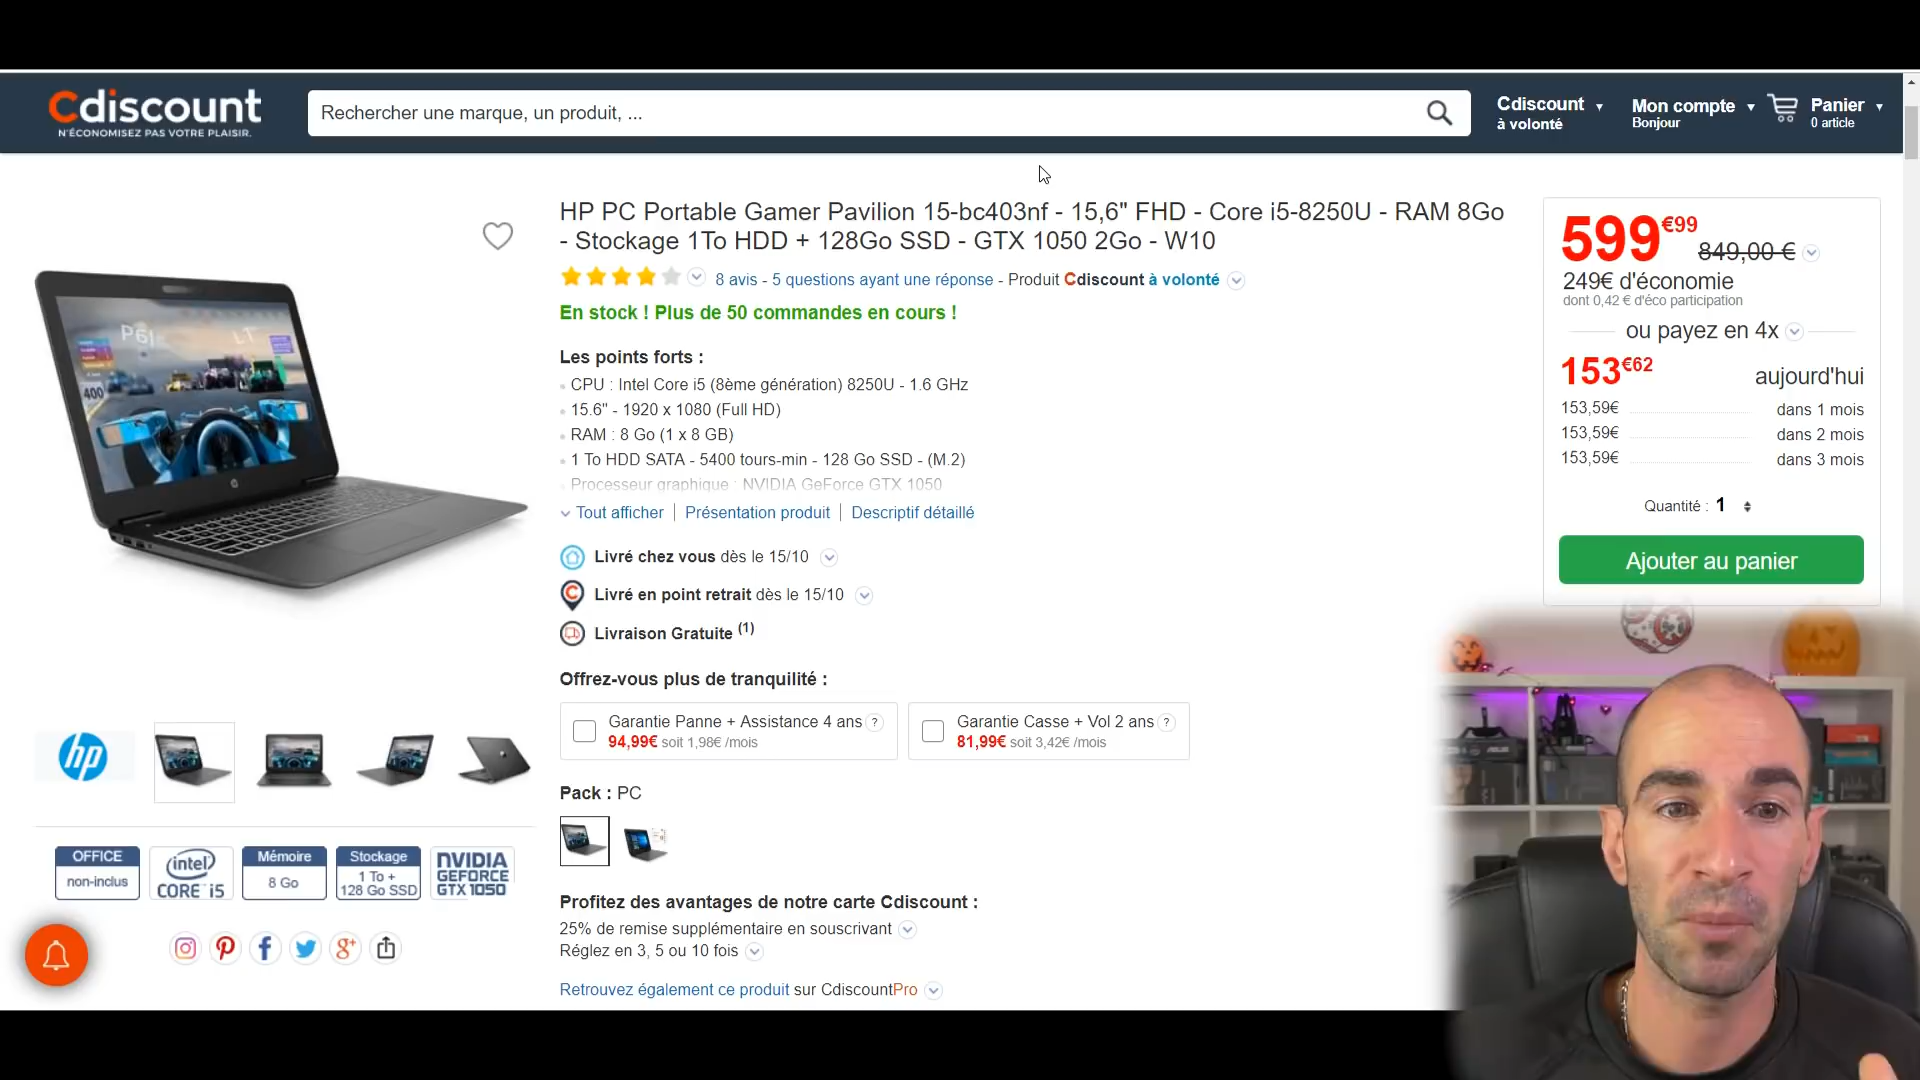 Cdiscount
N'ÉCONOMISEZ PAS VOTRE PLAISIR.
Rechercher une marque, un produit, ...
Cdiscount
à volonté
Mon compte
Bonjour
Panier
0 article
HP PC Portable Gamer Pavilion 15-bc403nf - 15,6" FHD - Core i5-8250U - RAM 8Go
- Stockage 1To HDD + 128Go SSD - GTX 1050 2Go - W10
8 avis - 5 questions ayant une réponse - Produit Cdiscount à volonté
En stock ! Plus de 50 commandes en cours !
Les points forts :
CPU : Intel Core i5 (8ème génération) 8250U - 1.6 GHz
15.6" - 1920 x 1080 (Full HD)
RAM : 8 Go (1 x 8 GB)
1 To HDD SATA - 5400 tours-min - 128 Go SSD - (M.2)
Processeur graphique : NVIDIA GeForce GTX 1050
Tout afficher | Présentation produit | Descriptif détaillé
Livré chez vous dès le 15/10
Livré en point retrait dès le 15/10
Livraison Gratuite (1)
Offrez-vous plus de tranquilité :
Garantie Panne + Assistance 4 ans ?
94,99€ soit 1,98€ /mois
Garantie Casse + Vol 2 ans ?
81,99€ soit 3,42€ /mois
Pack : PC
Profitez des avantages de notre carte Cdiscount :
25% de remise supplémentaire en souscrivant
Réglez en 3, 5 ou 10 fois
Retrouvez également ce produit sur CdiscountPro
599€99
849,00 €
249€ d'économie
dont 0,42 € d'éco participation
ou payez en 4x
153€62 aujourd'hui
153,59€ dans 1 mois
153,59€ dans 2 mois
153,59€ dans 3 mois
Quantité : 1
Ajouter au panier
P6
LT
400
hp
OFFICE
non-inclus
intel
CORE i5
Mémoire
8 Go
Stockage
1 To +
128 Go SSD
NVIDIA
GEFORCE
GTX 1050